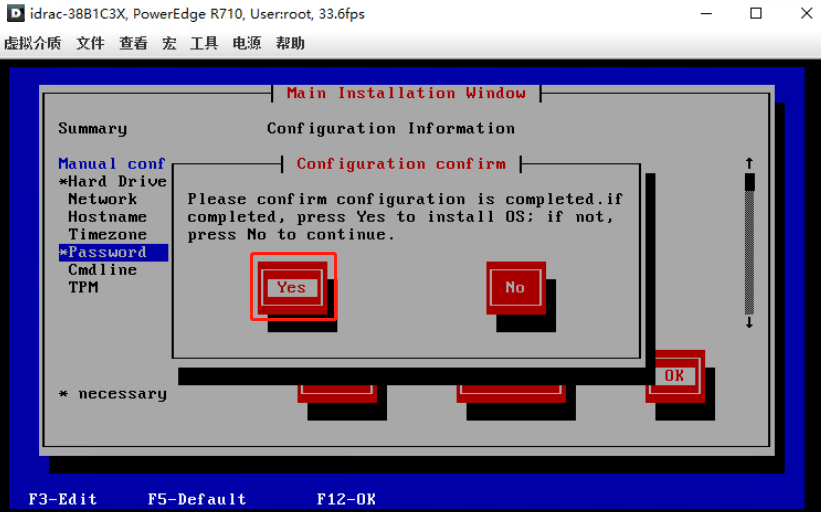 idrac-38B1C3X, PowerEdge R710, User:root, 33.6fps
虚拟介质 文件 查看 宏 工具 电源 帮助
Main Installation Window
Summary Configuration Information
Manual conf Configuration confirm
*Hard Drive
Network Please confirm configuration is completed.if
Hostname completed, press Yes to install OS; if not,
Timezone press No to continue.
*Password
Cmdline
TPM Yes No
OK
* necessary
F3-Edit F5-Default F12-OK